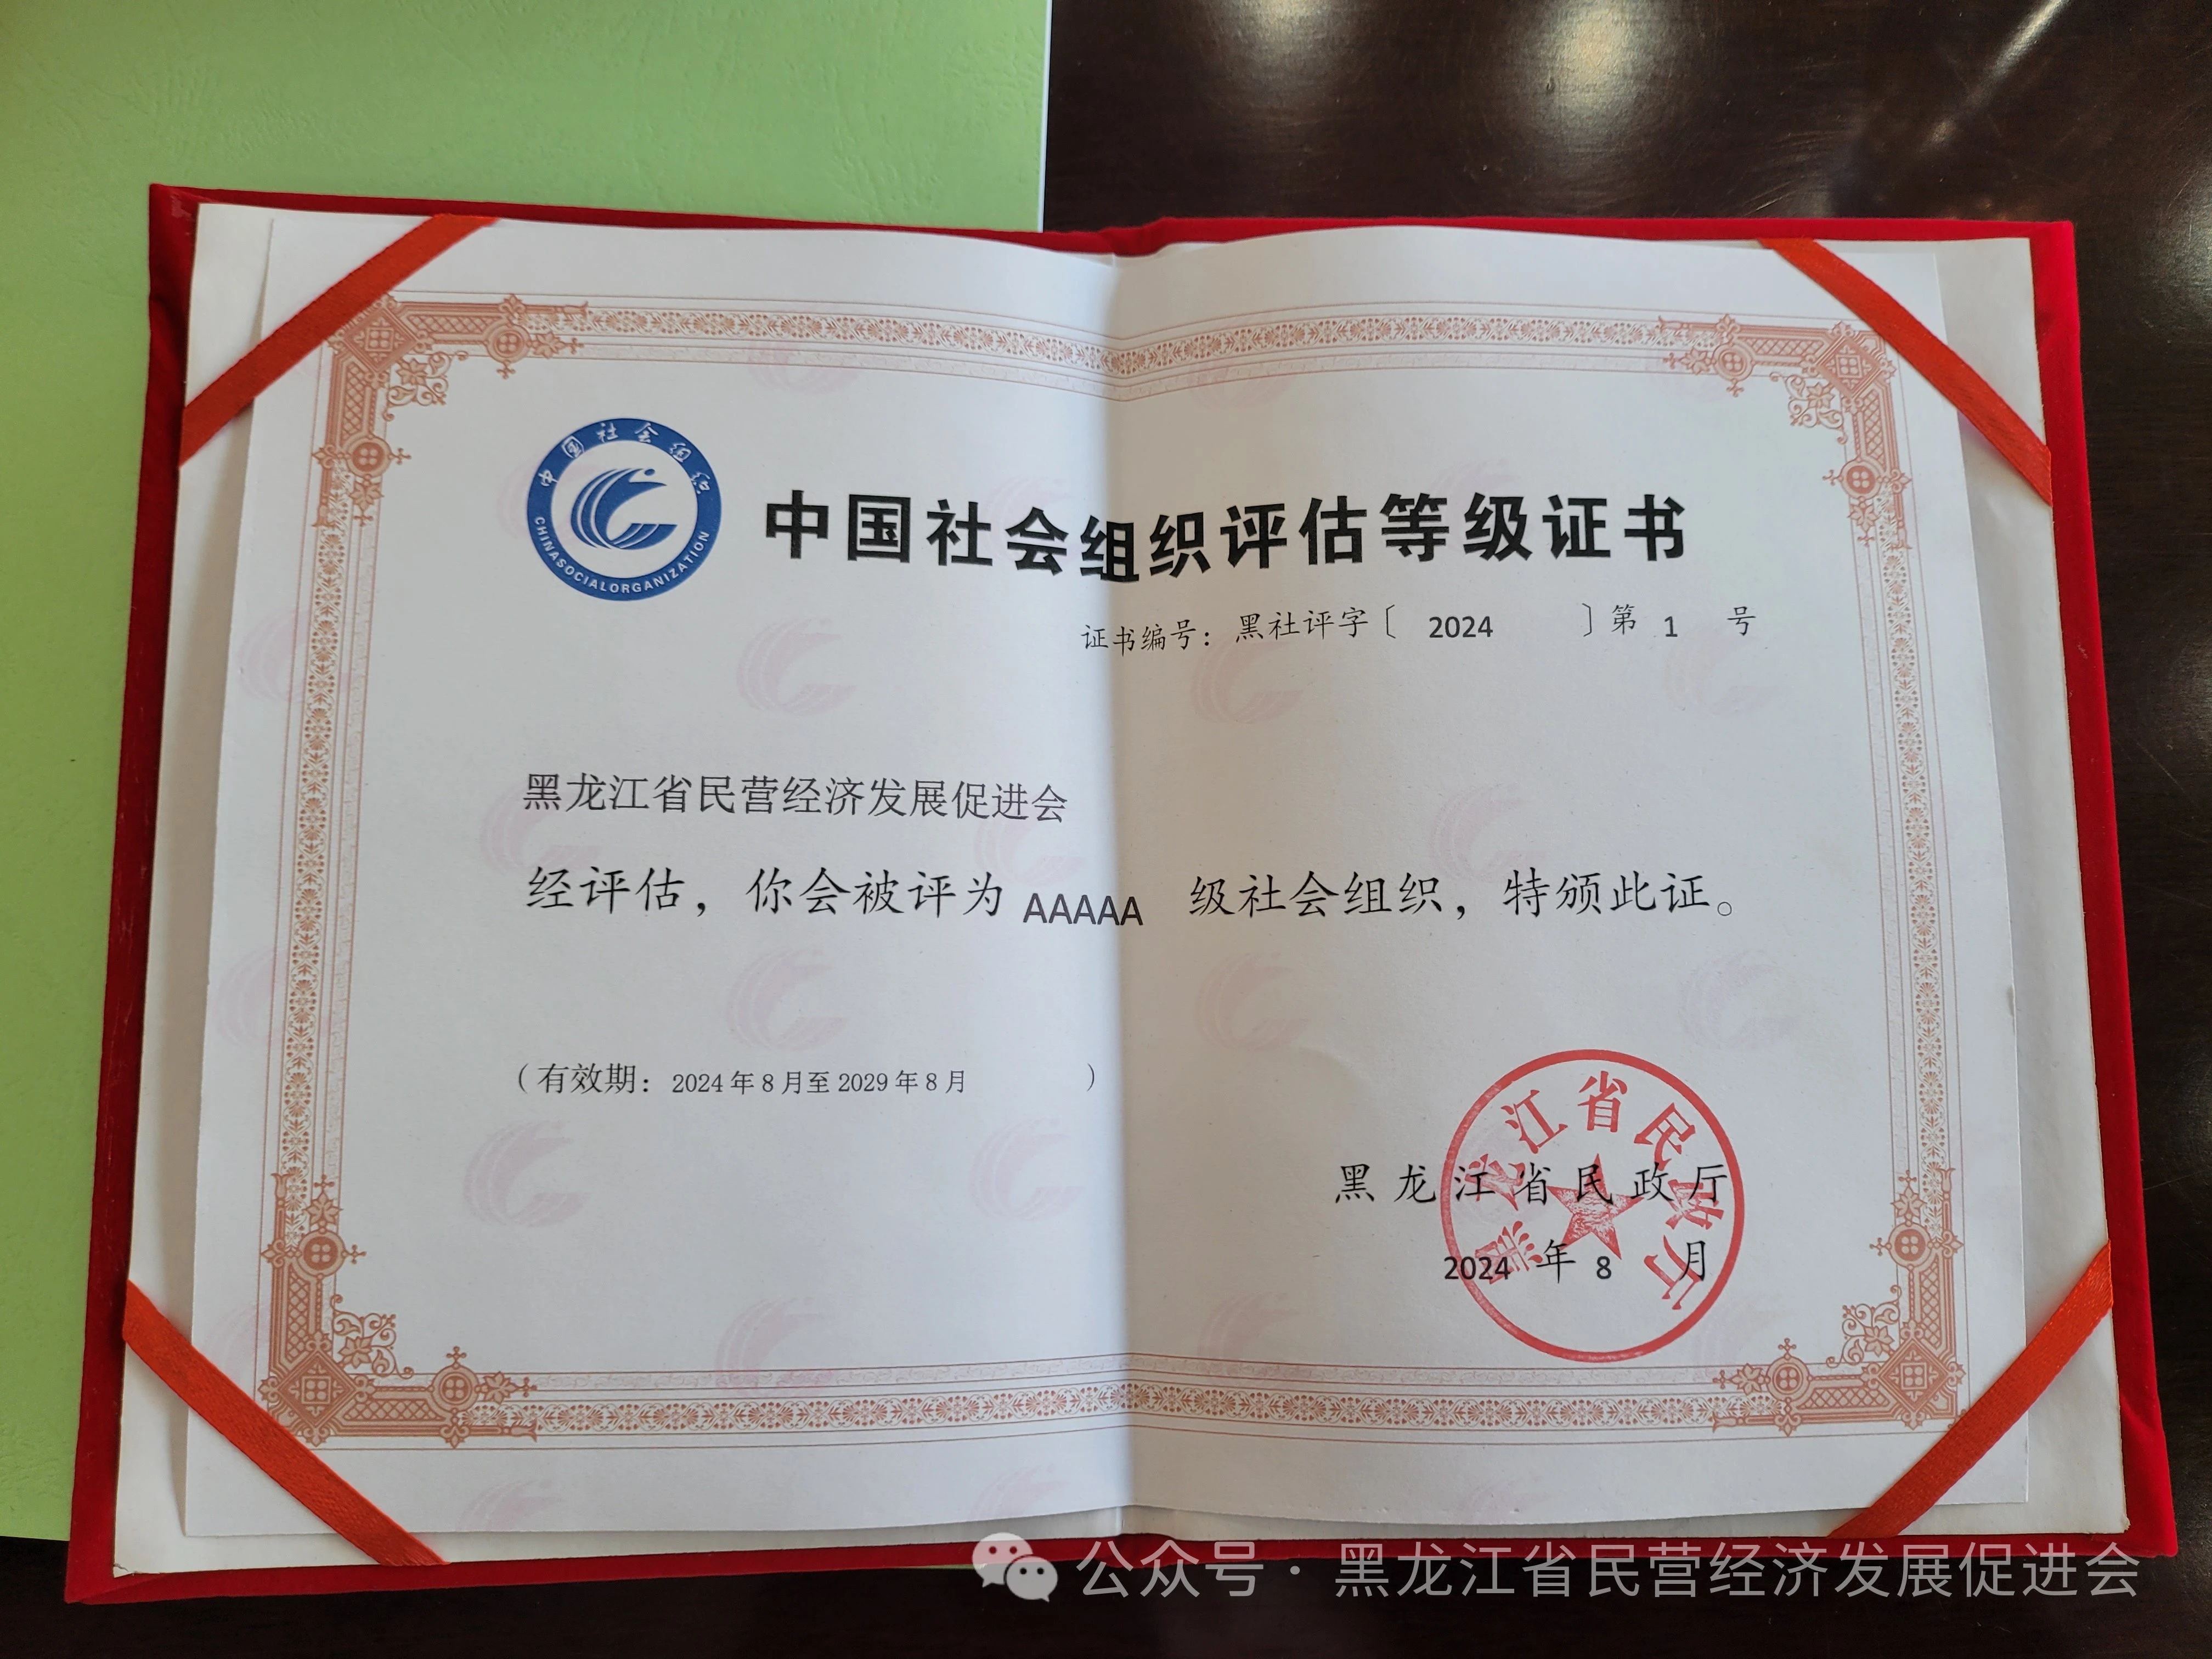 中国社会组织
CHINASOCIALORGANIZATION
中国社会组织评估等级证书
证书编号：黑社评字〔 2024 〕第 1 号
黑龙江省民营经济发展促进会
经评估，你会被评为 AAAAA 级社会组织，特颁此证。
（有效期：2024年8月至2029年8月 ）
黑龙江省民政厅
黑龙江省民政厅
2024 年 8 月
公众号 · 黑龙江省民营经济发展促进会